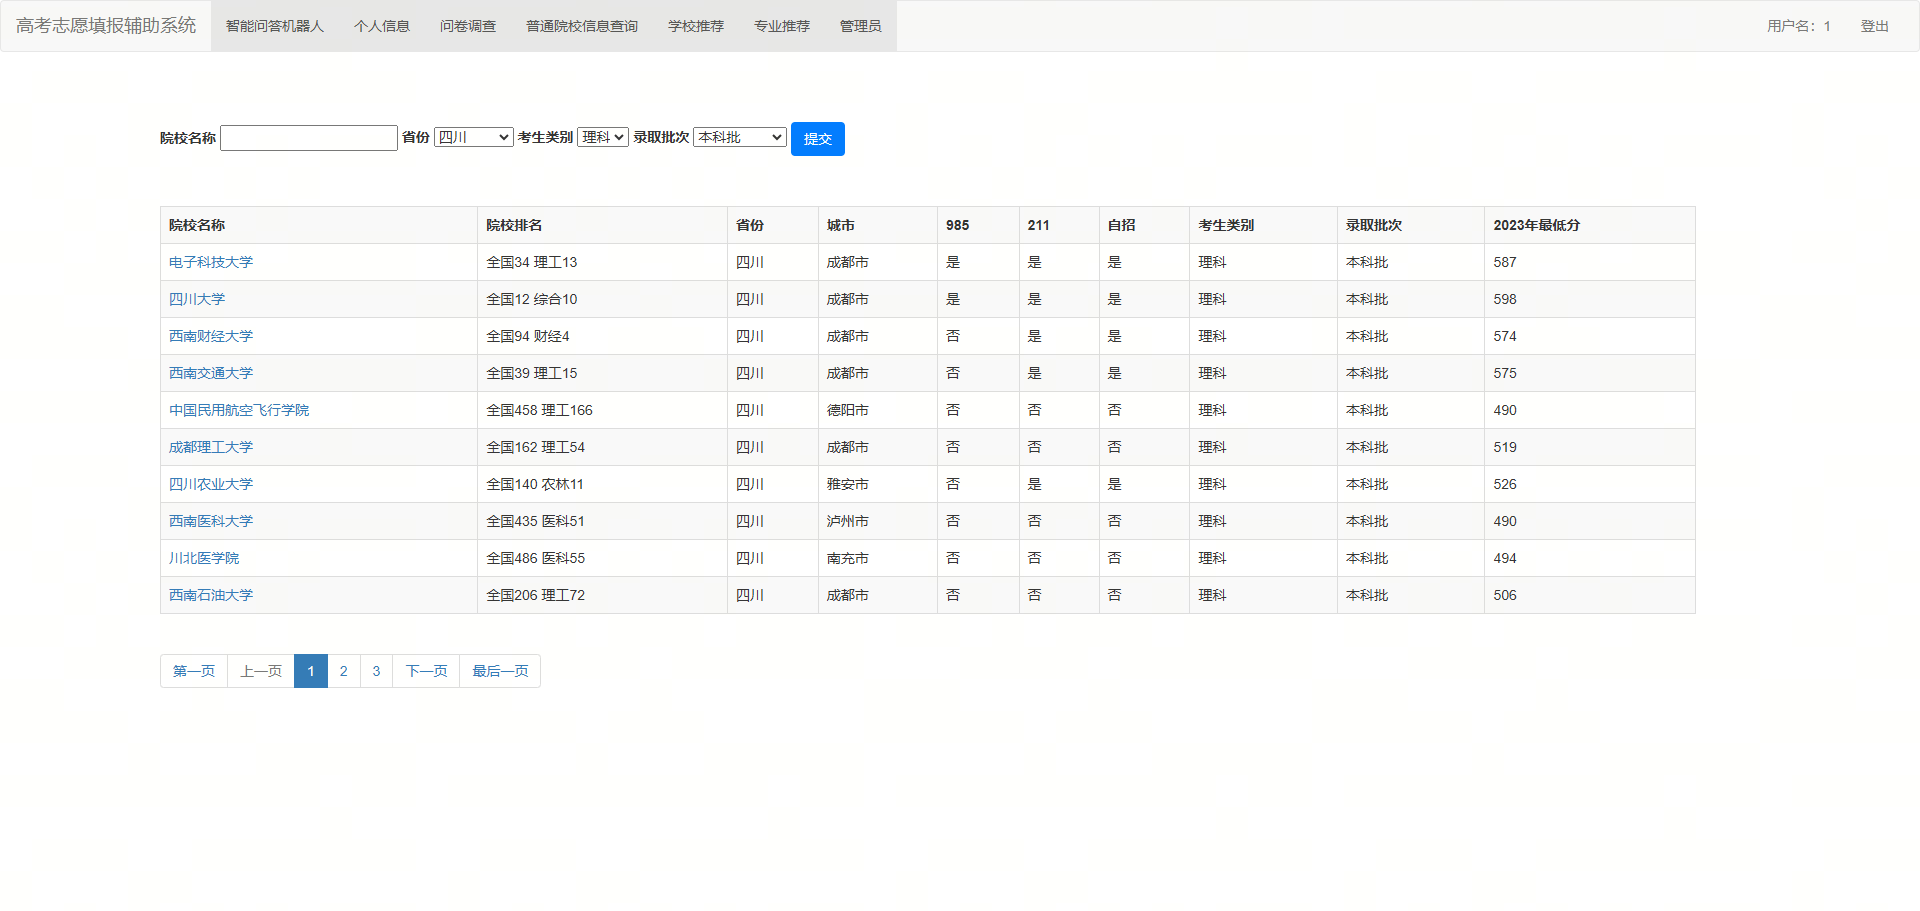 高考志愿填报辅助系统 智能问答机器人 个人信息 问卷调查 普通院校信息查询 学校推荐 专业推荐 管理员 用户名：1 登出
院校名称 省份 四川 考生类别 理科 录取批次 本科批 提交
院校名称 院校排名 省份 城市 985 211 自招 考生类别 录取批次 2023年最低分
电子科技大学 全国34 理工13 四川 成都市 是 是 是 理科 本科批 587
四川大学 全国12 综合10 四川 成都市 是 是 是 理科 本科批 598
西南财经大学 全国94 财经4 四川 成都市 否 是 是 理科 本科批 574
西南交通大学 全国39 理工15 四川 成都市 否 是 是 理科 本科批 575
中国民用航空飞行学院 全国458 理工166 四川 德阳市 否 否 否 理科 本科批 490
成都理工大学 全国162 理工54 四川 成都市 否 否 否 理科 本科批 519
四川农业大学 全国140 农林11 四川 雅安市 否 是 是 理科 本科批 526
西南医科大学 全国435 医科51 四川 泸州市 否 否 否 理科 本科批 490
川北医学院 全国486 医科55 四川 南充市 否 否 否 理科 本科批 494
西南石油大学 全国206 理工72 四川 成都市 否 否 否 理科 本科批 506
第一页 上一页 1 2 3 下一页 最后一页